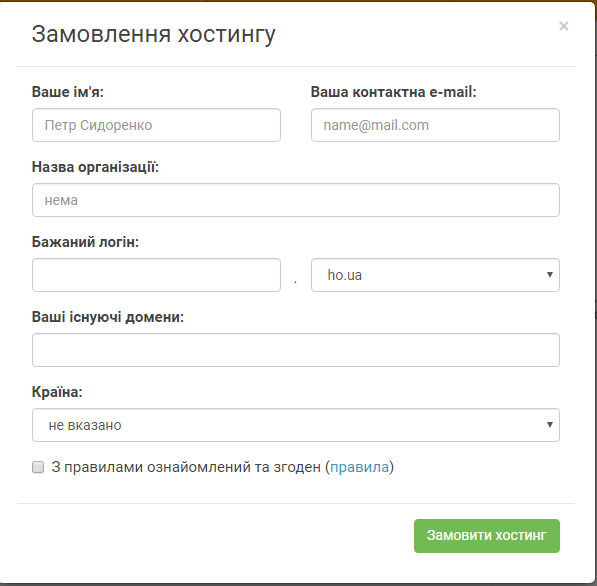 Замовлення хостингу ×
Ваше ім'я: Ваша контактна e-mail:
Петр Сидоренко name@mail.com
Назва організації:
нема
Бажаний логін:
. ho.ua
Ваші існуючі домени:
Країна:
не вказано
З правилами ознайомлений та згоден (правила)
Замовити хостинг